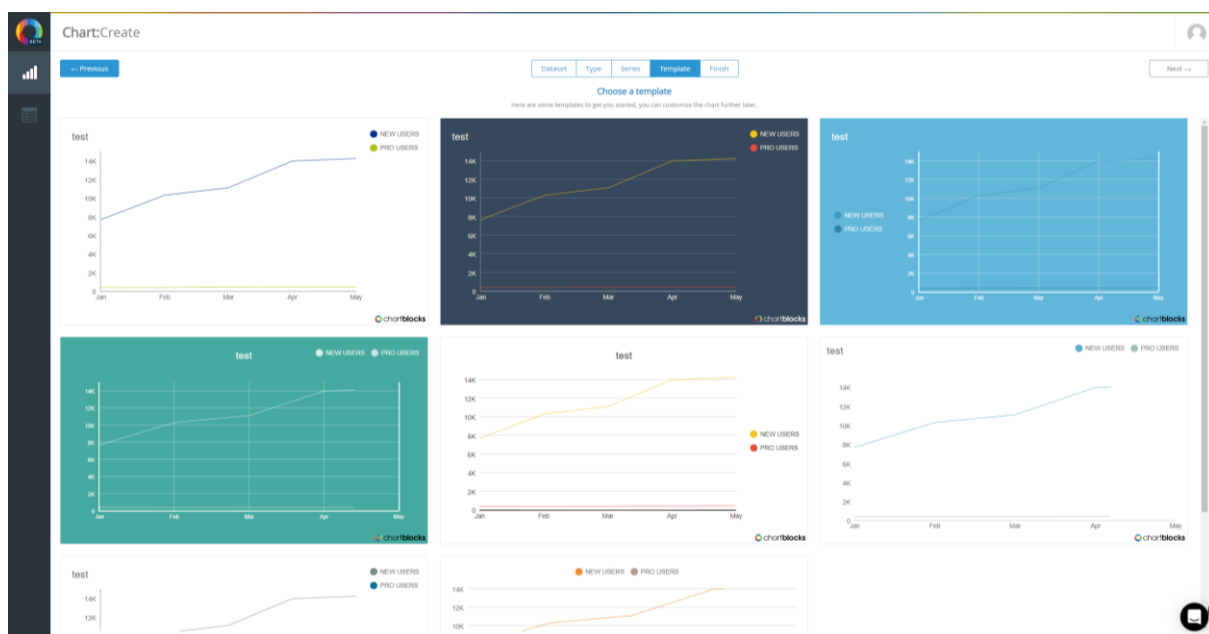 BETA
Chart:Create
← Previous
Dataset Type Series Template Finish
Next →
Choose a template
Here are some templates to get you started, you can customize the chart further later.
test
NEW USERS
PRO USERS
14K
12K
10K
8K
6K
4K
2K
0
Jan Feb Mar Apr May
chartblocks
test
NEW USERS
PRO USERS
14K
12K
10K
8K
6K
4K
2K
0
Jan Feb Mar Apr May
chartblocks
test
14K
12K
10K
NEW USERS
8K
PRO USERS
6K
4K
2K
0
Jan Feb Mar Apr May
chartblocks
test
NEW USERS PRO USERS
14K
12K
10K
8K
6K
4K
2K
0
Jan Feb Mar Apr May
chartblocks
test
14K
12K
10K
8K
NEW USERS
6K
PRO USERS
4K
2K
0
Jan Feb Mar Apr May
chartblocks
test
NEW USERS PRO USERS
14K
12K
10K
8K
6K
4K
2K
0
Jan Feb Mar Apr May
chartblocks
test
NEW USERS
PRO USERS
14K
12K
NEW USERS PRO USERS
14K
12K
10K